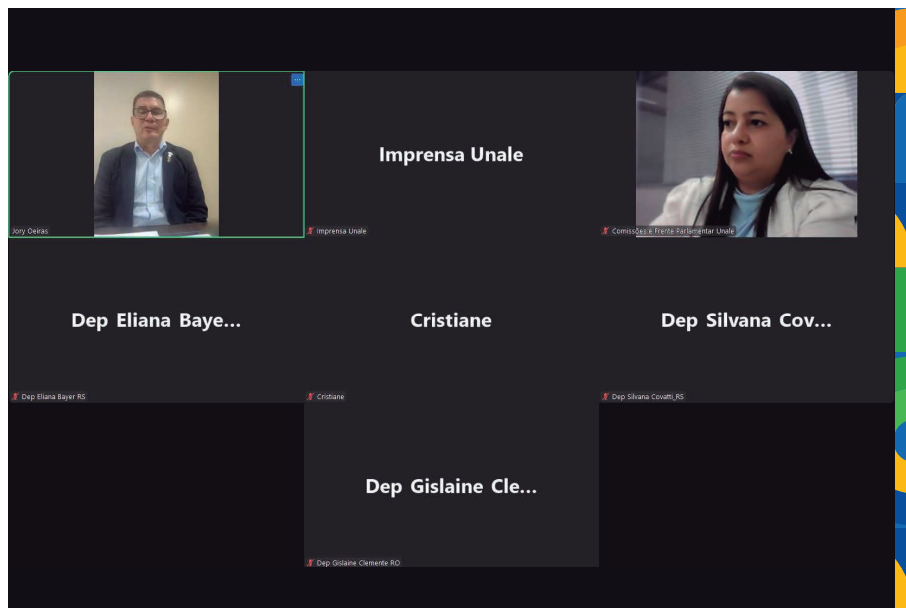 Jory Oeiras
Imprensa Unale
Imprensa Unale
Comissões e Frente Parlamentar Unale
Dep Eliana Baye...
Dep Eliana Bayer RS
Cristiane
Cristiane
Dep Silvana Cov...
Dep Silvana Covatti_RS
Dep Gislaine Cle...
Dep Gislaine Clemente RO